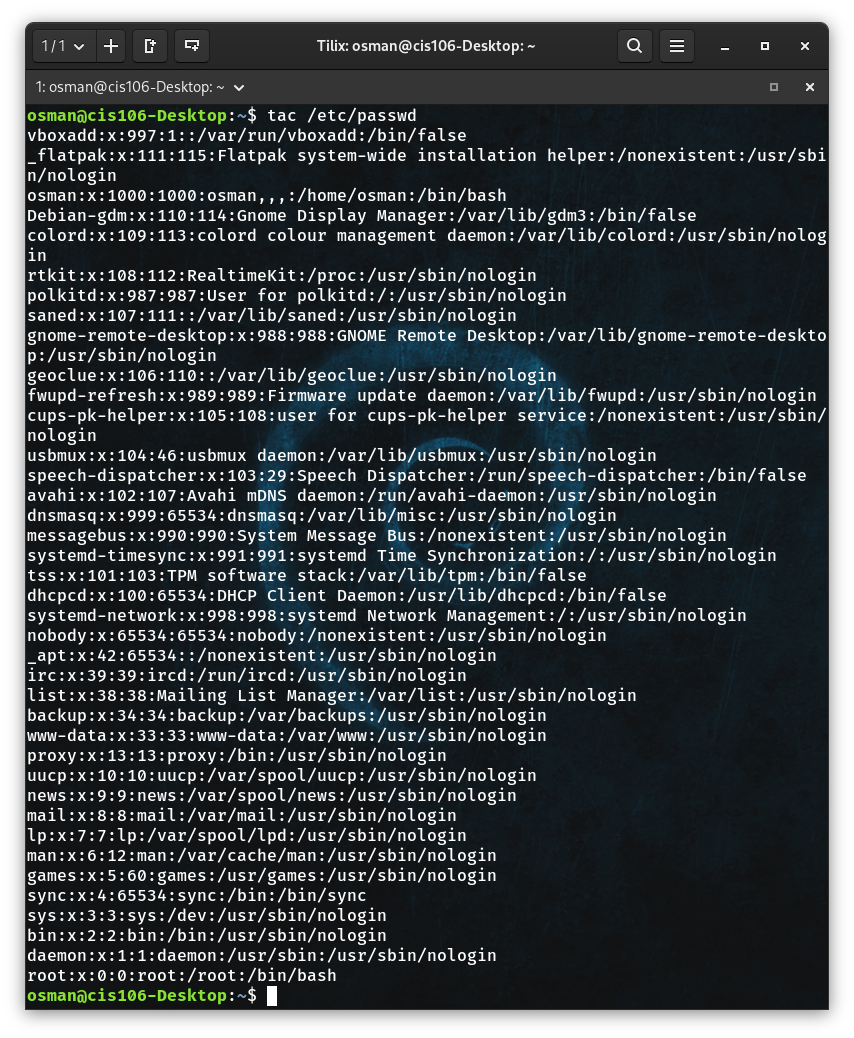 1 / 1
Tilix: osman@cis106-Desktop: ~
1: osman@cis106-Desktop: ~
osman@cis106-Desktop:~$ tac /etc/passwd
vboxadd:x:997:1::/var/run/vboxadd:/bin/false
_flatpak:x:111:115:Flatpak system-wide installation helper:/nonexistent:/usr/sbi
n/nologin
osman:x:1000:1000:osman,,,:/home/osman:/bin/bash
Debian-gdm:x:110:114:Gnome Display Manager:/var/lib/gdm3:/bin/false
colord:x:109:113:colord colour management daemon:/var/lib/colord:/usr/sbin/nolog
in
rtkit:x:108:112:RealtimeKit:/proc:/usr/sbin/nologin
polkitd:x:987:987:User for polkitd:/:/usr/sbin/nologin
saned:x:107:111::/var/lib/saned:/usr/sbin/nologin
gnome-remote-desktop:x:988:988:GNOME Remote Desktop:/var/lib/gnome-remote-deskto
p:/usr/sbin/nologin
geoclue:x:106:110::/var/lib/geoclue:/usr/sbin/nologin
fwupd-refresh:x:989:989:Firmware update daemon:/var/lib/fwupd:/usr/sbin/nologin
cups-pk-helper:x:105:108:user for cups-pk-helper service:/nonexistent:/usr/sbin/
nologin
usbmux:x:104:46:usbmux daemon:/var/lib/usbmux:/usr/sbin/nologin
speech-dispatcher:x:103:29:Speech Dispatcher:/run/speech-dispatcher:/bin/false
avahi:x:102:107:Avahi mDNS daemon:/run/avahi-daemon:/usr/sbin/nologin
dnsmasq:x:999:65534:dnsmasq:/var/lib/misc:/usr/sbin/nologin
messagebus:x:990:990:System Message Bus:/nonexistent:/usr/sbin/nologin
systemd-timesync:x:991:991:systemd Time Synchronization:/:/usr/sbin/nologin
tss:x:101:103:TPM software stack:/var/lib/tpm:/bin/false
dhcpcd:x:100:65534:DHCP Client Daemon:/usr/lib/dhcpcd:/bin/false
systemd-network:x:998:998:systemd Network Management:/:/usr/sbin/nologin
nobody:x:65534:65534:nobody:/nonexistent:/usr/sbin/nologin
_apt:x:42:65534::/nonexistent:/usr/sbin/nologin
irc:x:39:39:ircd:/run/ircd:/usr/sbin/nologin
list:x:38:38:Mailing List Manager:/var/list:/usr/sbin/nologin
backup:x:34:34:backup:/var/backups:/usr/sbin/nologin
www-data:x:33:33:www-data:/var/www:/usr/sbin/nologin
proxy:x:13:13:proxy:/bin:/usr/sbin/nologin
uucp:x:10:10:uucp:/var/spool/uucp:/usr/sbin/nologin
news:x:9:9:news:/var/spool/news:/usr/sbin/nologin
mail:x:8:8:mail:/var/mail:/usr/sbin/nologin
lp:x:7:7:lp:/var/spool/lpd:/usr/sbin/nologin
man:x:6:12:man:/var/cache/man:/usr/sbin/nologin
games:x:5:60:games:/usr/games:/usr/sbin/nologin
sync:x:4:65534:sync:/bin:/bin/sync
sys:x:3:3:sys:/dev:/usr/sbin/nologin
bin:x:2:2:bin:/bin:/usr/sbin/nologin
daemon:x:1:1:daemon:/usr/sbin:/usr/sbin/nologin
root:x:0:0:root:/root:/bin/bash
osman@cis106-Desktop:~$